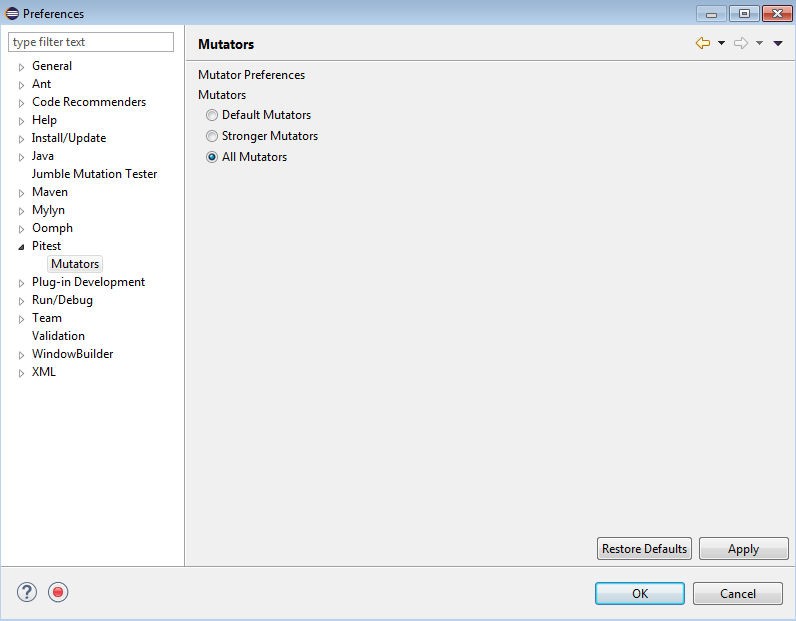 Preferences
type filter text
General
Ant
Code Recommenders
Help
Install/Update
Java
Jumble Mutation Tester
Maven
Mylyn
Oomph
Pitest
Mutators
Plug-in Development
Run/Debug
Team
Validation
WindowBuilder
XML
Mutators
Mutator Preferences
Mutators
Default Mutators
Stronger Mutators
All Mutators
Restore Defaults
Apply
?
OK
Cancel